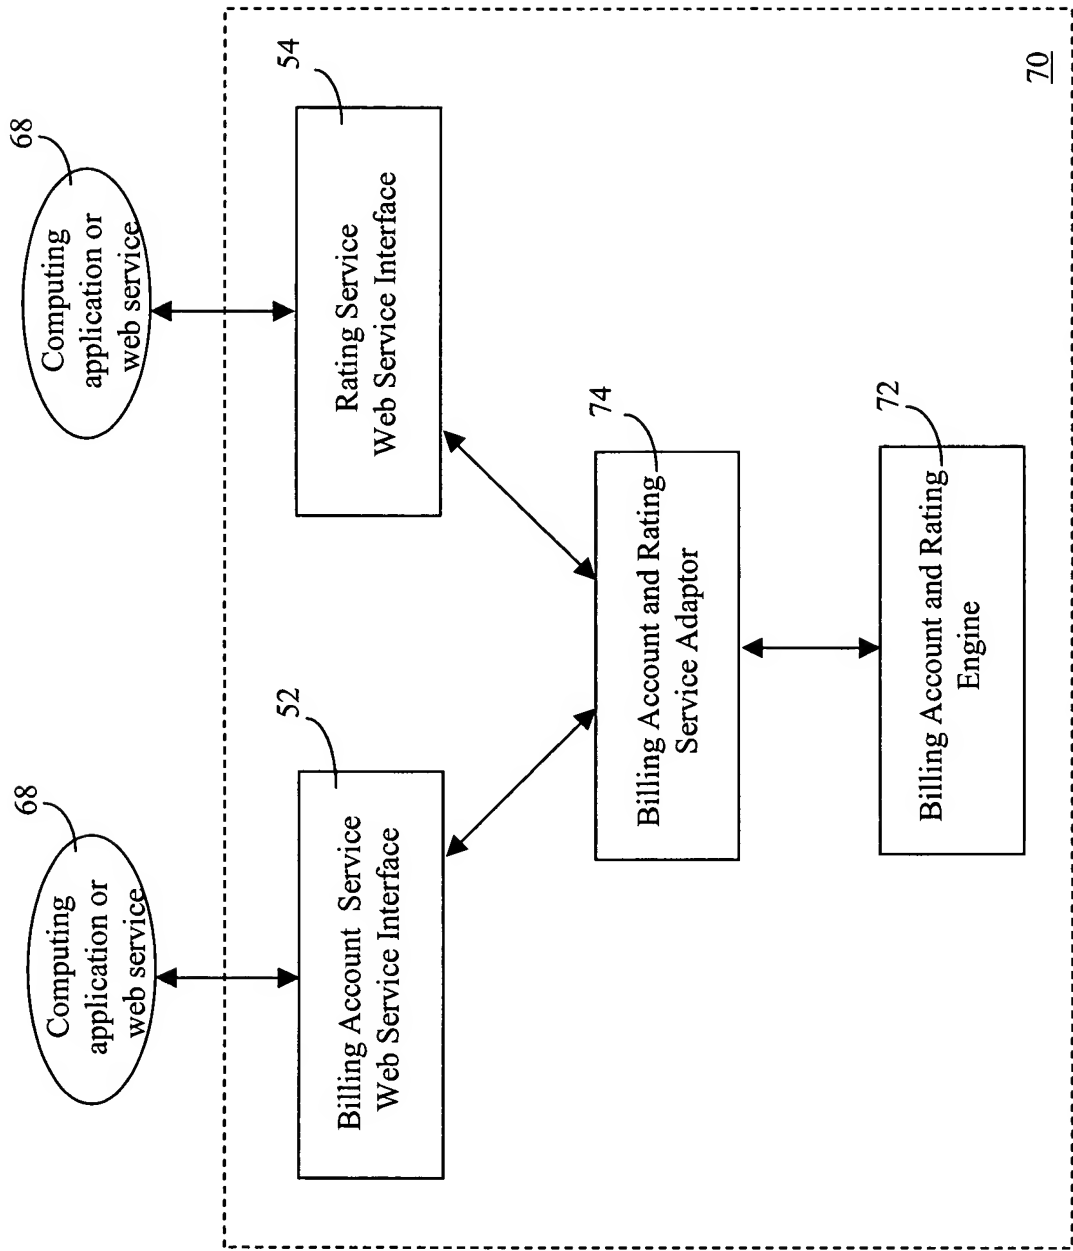 68
Computing
application or
web service
68
Computing
application or
web service
52
Billing Account Service
Web Service Interface
54
Rating Service
Web Service Interface
74
Billing Account and Rating
Service Adaptor
72
Billing Account and Rating
Engine
70